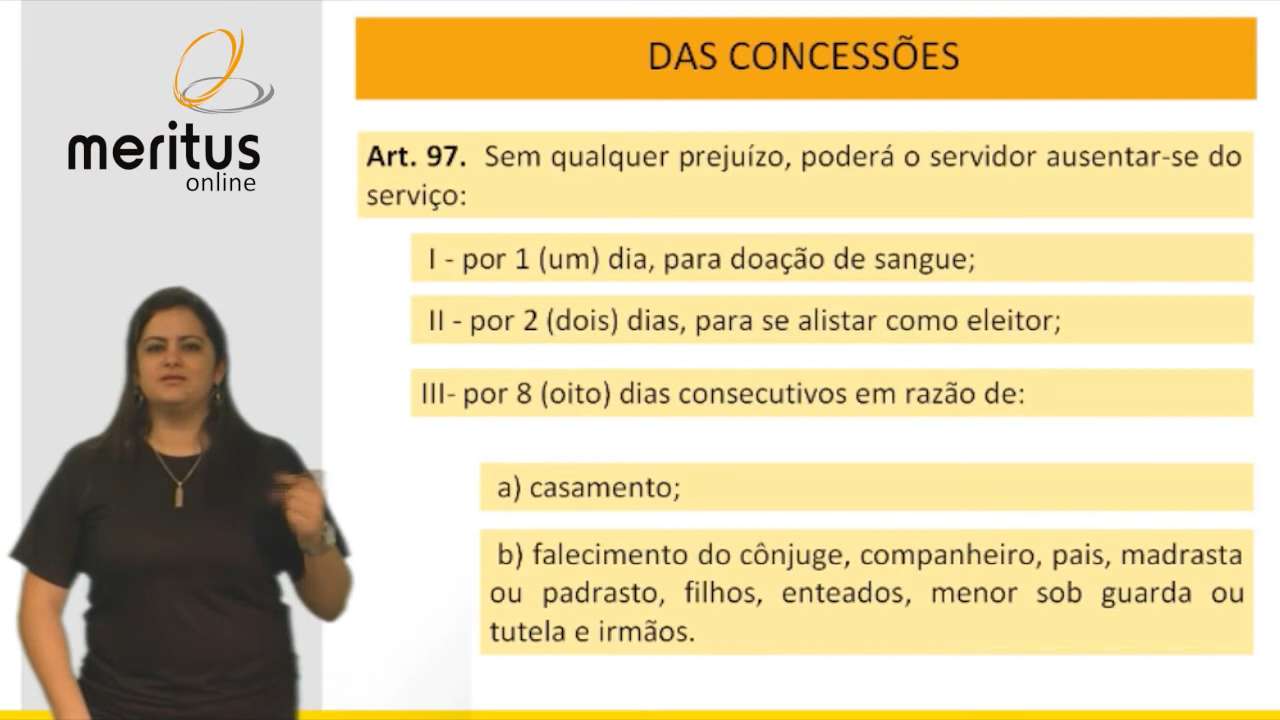 meritus
online
DAS CONCESSÕES
Art. 97. Sem qualquer prejuízo, poderá o servidor ausentar-se do
serviço:
I - por 1 (um) dia, para doação de sangue;
II - por 2 (dois) dias, para se alistar como eleitor;
III- por 8 (oito) dias consecutivos em razão de:
a) casamento;
b) falecimento do cônjuge, companheiro, pais, madrasta
ou padrasto, filhos, enteados, menor sob guarda ou
tutela e irmãos.